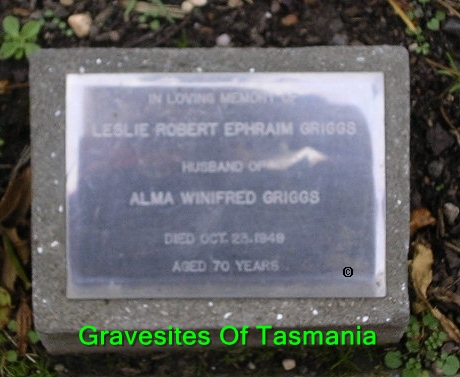 IN LOVING MEMORY OF
LESLIE ROBERT EPHRAIM GRIGGS
HUSBAND OF
ALMA WINIFRED GRIGGS
DIED OCT. 23.1949
AGED 70 YEARS
©
Gravesites Of Tasmania